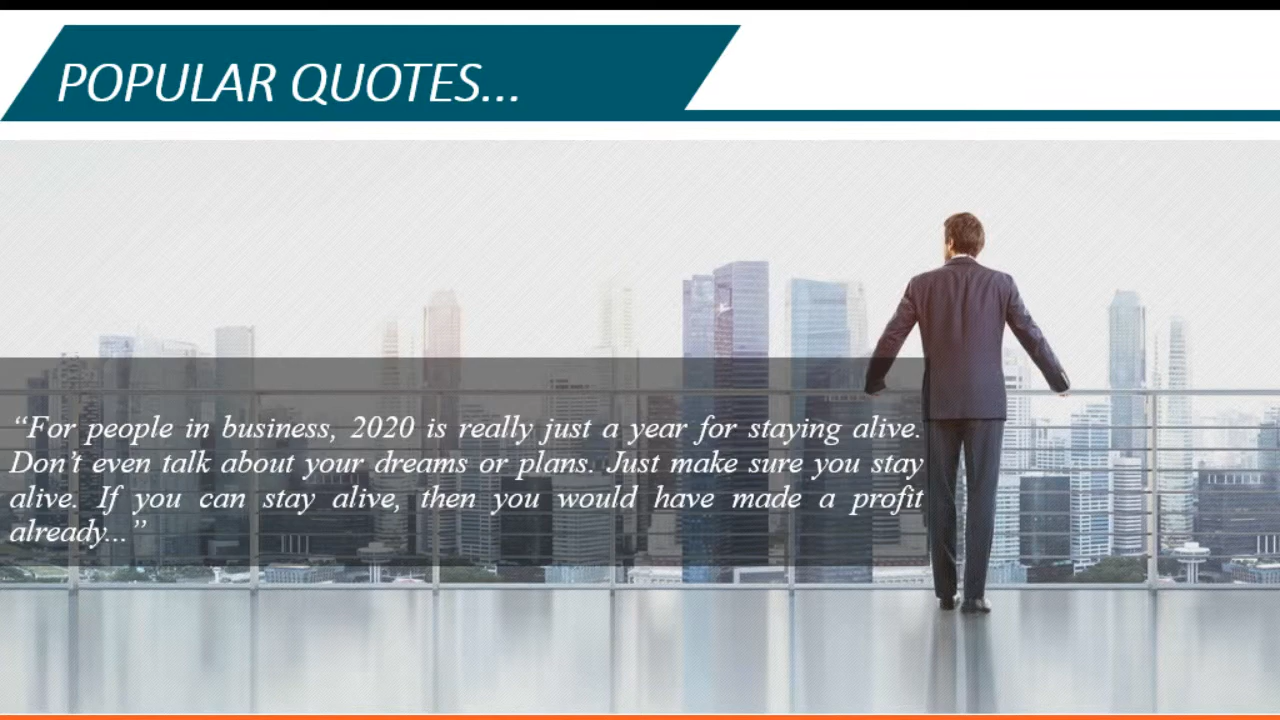 POPULAR QUOTES...
“For people in business, 2020 is really just a year for staying alive.
Don’t even talk about your dreams or plans. Just make sure you stay
alive. If you can stay alive, then you would have made a profit
already...”